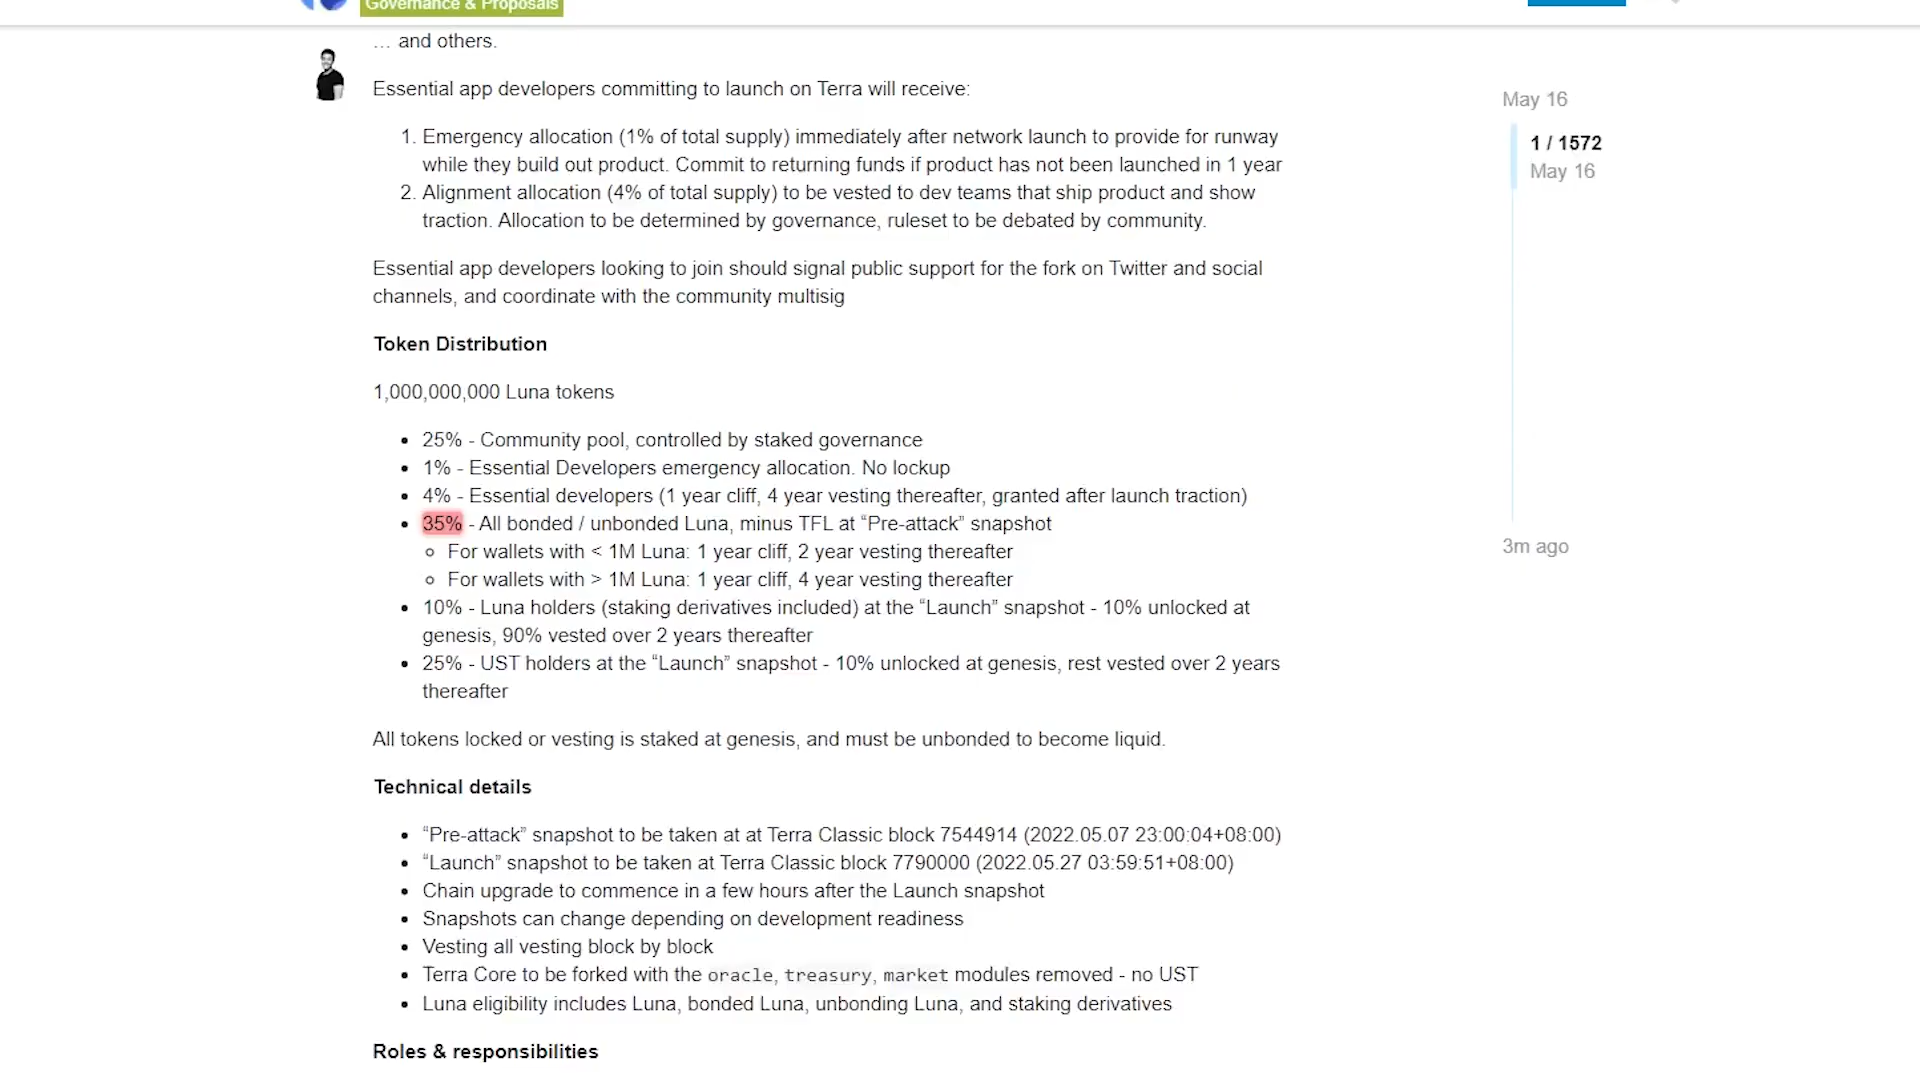 Governance & Proposals
… and others.
Essential app developers committing to launch on Terra will receive:
1. Emergency allocation (1% of total supply) immediately after network launch to provide for runway
while they build out product. Commit to returning funds if product has not been launched in 1 year
2. Alignment allocation (4% of total supply) to be vested to dev teams that ship product and show
traction. Allocation to be determined by governance, ruleset to be debated by community.
Essential app developers looking to join should signal public support for the fork on Twitter and social
channels, and coordinate with the community multisig
Token Distribution
1,000,000,000 Luna tokens
• 25% - Community pool, controlled by staked governance
• 1% - Essential Developers emergency allocation. No lockup
• 4% - Essential developers (1 year cliff, 4 year vesting thereafter, granted after launch traction)
• 35% - All bonded / unbonded Luna, minus TFL at “Pre-attack” snapshot
○ For wallets with < 1M Luna: 1 year cliff, 2 year vesting thereafter
○ For wallets with > 1M Luna: 1 year cliff, 4 year vesting thereafter
• 10% - Luna holders (staking derivatives included) at the “Launch” snapshot - 10% unlocked at
genesis, 90% vested over 2 years thereafter
• 25% - UST holders at the “Launch” snapshot - 10% unlocked at genesis, rest vested over 2 years
thereafter
All tokens locked or vesting is staked at genesis, and must be unbonded to become liquid.
Technical details
• “Pre-attack” snapshot to be taken at at Terra Classic block 7544914 (2022.05.07 23:00:04+08:00)
• “Launch” snapshot to be taken at Terra Classic block 7790000 (2022.05.27 03:59:51+08:00)
• Chain upgrade to commence in a few hours after the Launch snapshot
• Snapshots can change depending on development readiness
• Vesting all vesting block by block
• Terra Core to be forked with the oracle, treasury, market modules removed - no UST
• Luna eligibility includes Luna, bonded Luna, unbonding Luna, and staking derivatives
Roles & responsibilities
May 16
1 / 1572
May 16
3m ago